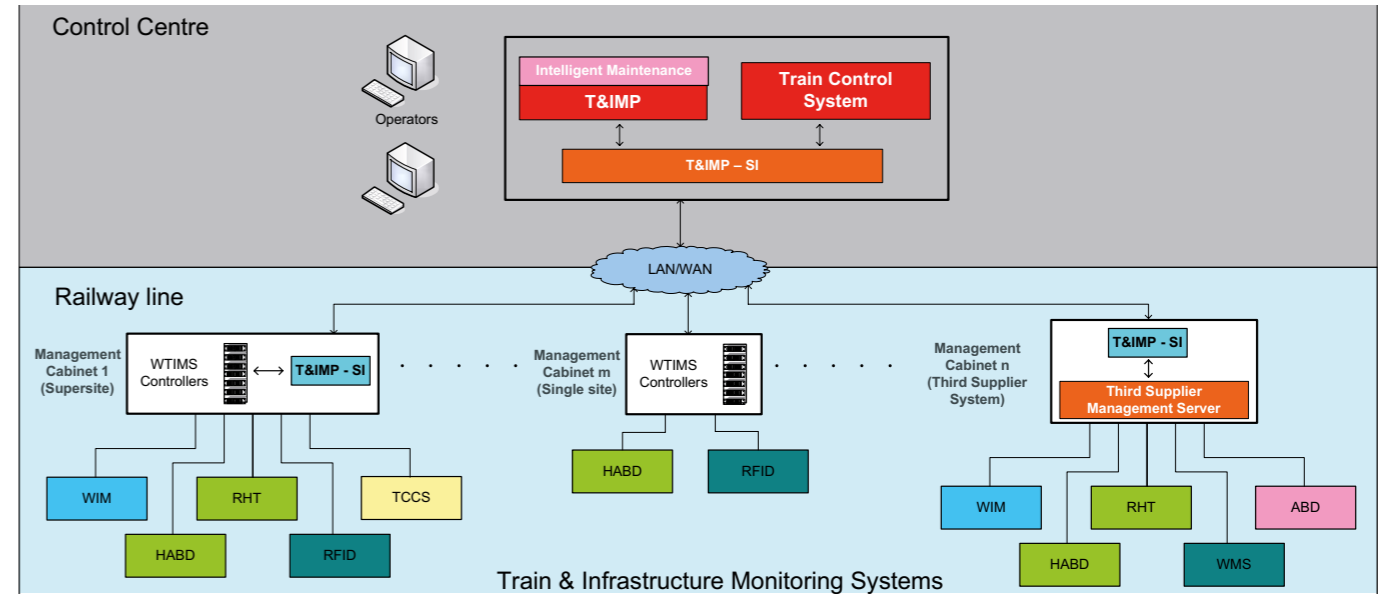 Control Centre
Operators
Intelligent Maintenance
T&IMP
Train Control
System
T&IMP – SI
LAN/WAN
Railway line
Management
Cabinet 1
(Supersite)
WTIMS
Controllers
T&IMP - SI
Management
Cabinet m
(Single site)
WTIMS
Controllers
Management
Cabinet n
(Third Supplier
System)
T&IMP - SI
Third Supplier
Management Server
WIM
HABD
RHT
RFID
TCCS
HABD
RFID
WIM
HABD
RHT
WMS
ABD
Train & Infrastructure Monitoring Systems